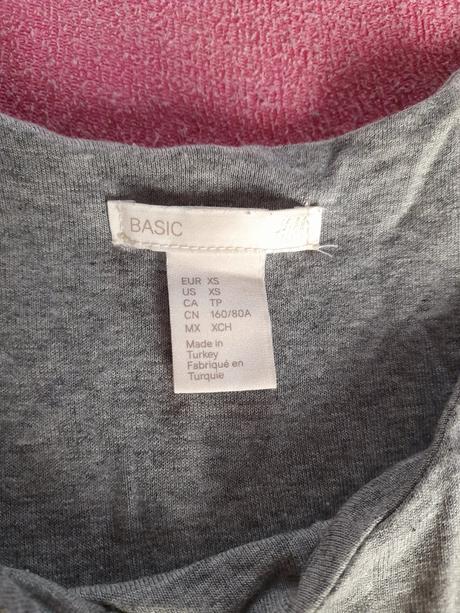 BASIC
EUR XS
US XS
CA TP
CN 160/80A
MX XCH
Made in
Turkey
Fabriqué en
Turquie